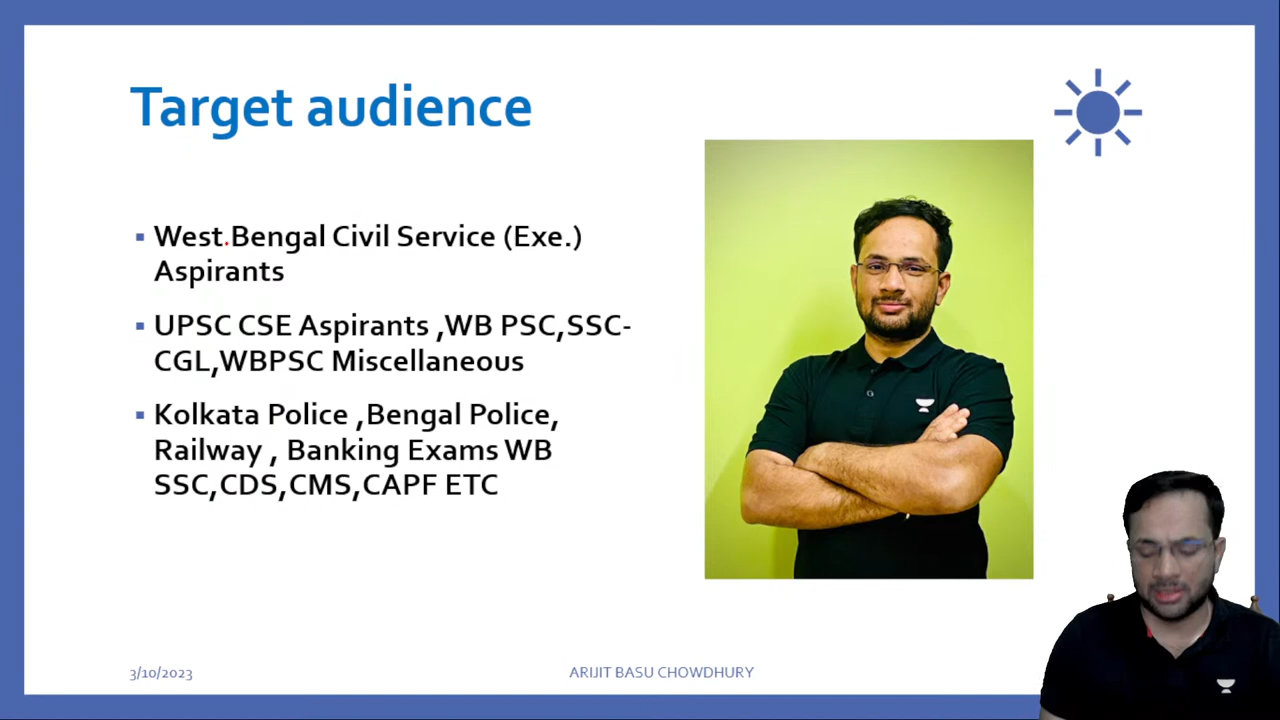 Target audience
West Bengal Civil Service (Exe.)
Aspirants
UPSC CSE Aspirants ,WB PSC,SSC-
CGL,WBPSC Miscellaneous
Kolkata Police ,Bengal Police,
Railway , Banking Exams WB
SSC,CDS,CMS,CAPF ETC
3/10/2023
ARIJIT BASU CHOWDHURY